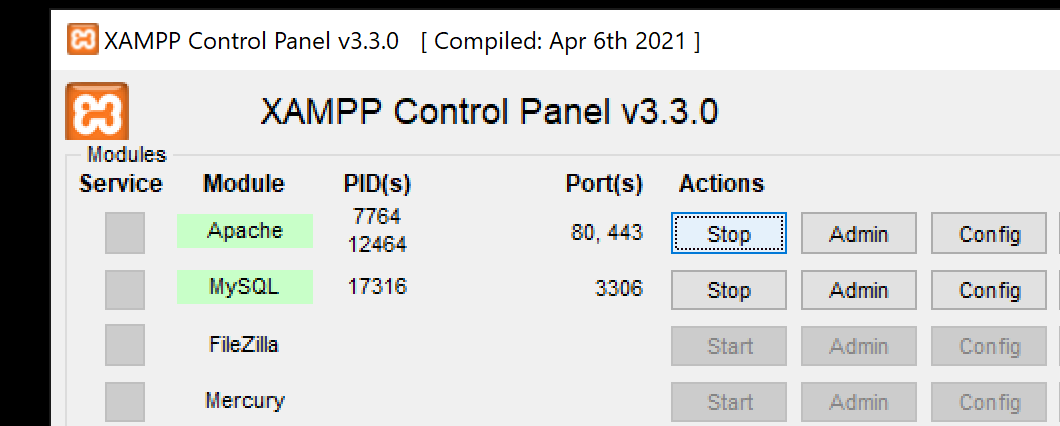 XAMPP Control Panel v3.3.0 [ Compiled: Apr 6th 2021 ]
XAMPP Control Panel v3.3.0
Modules
Service Module PID(s) Port(s) Actions
Apache 7764 12464 80, 443 Stop Admin Config
MySQL 17316 3306 Stop Admin Config
FileZilla Start Admin Config
Mercury Start Admin Config